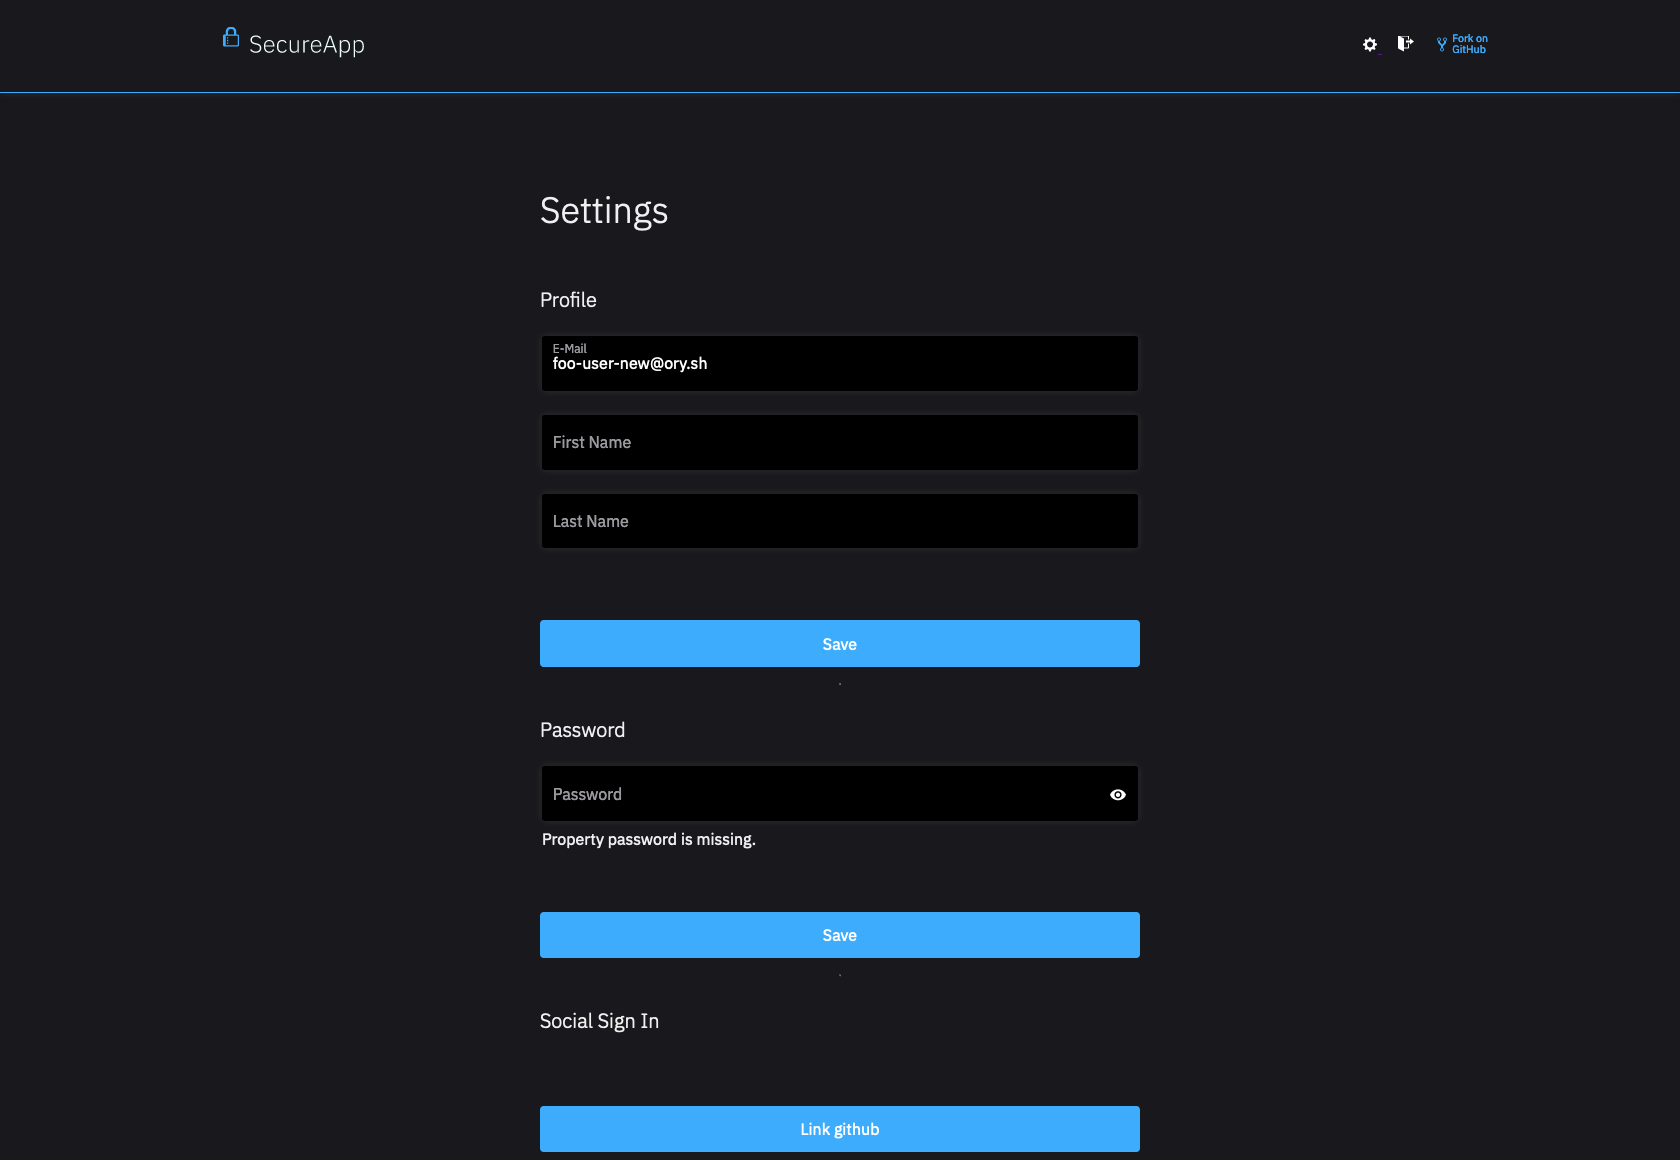 SecureApp
Fork on
GitHub
Settings
Profile
E-Mail
foo-user-new@ory.sh
First Name
Last Name
Save
.
Password
Password
Property password is missing.
Save
.
Social Sign In
Link github